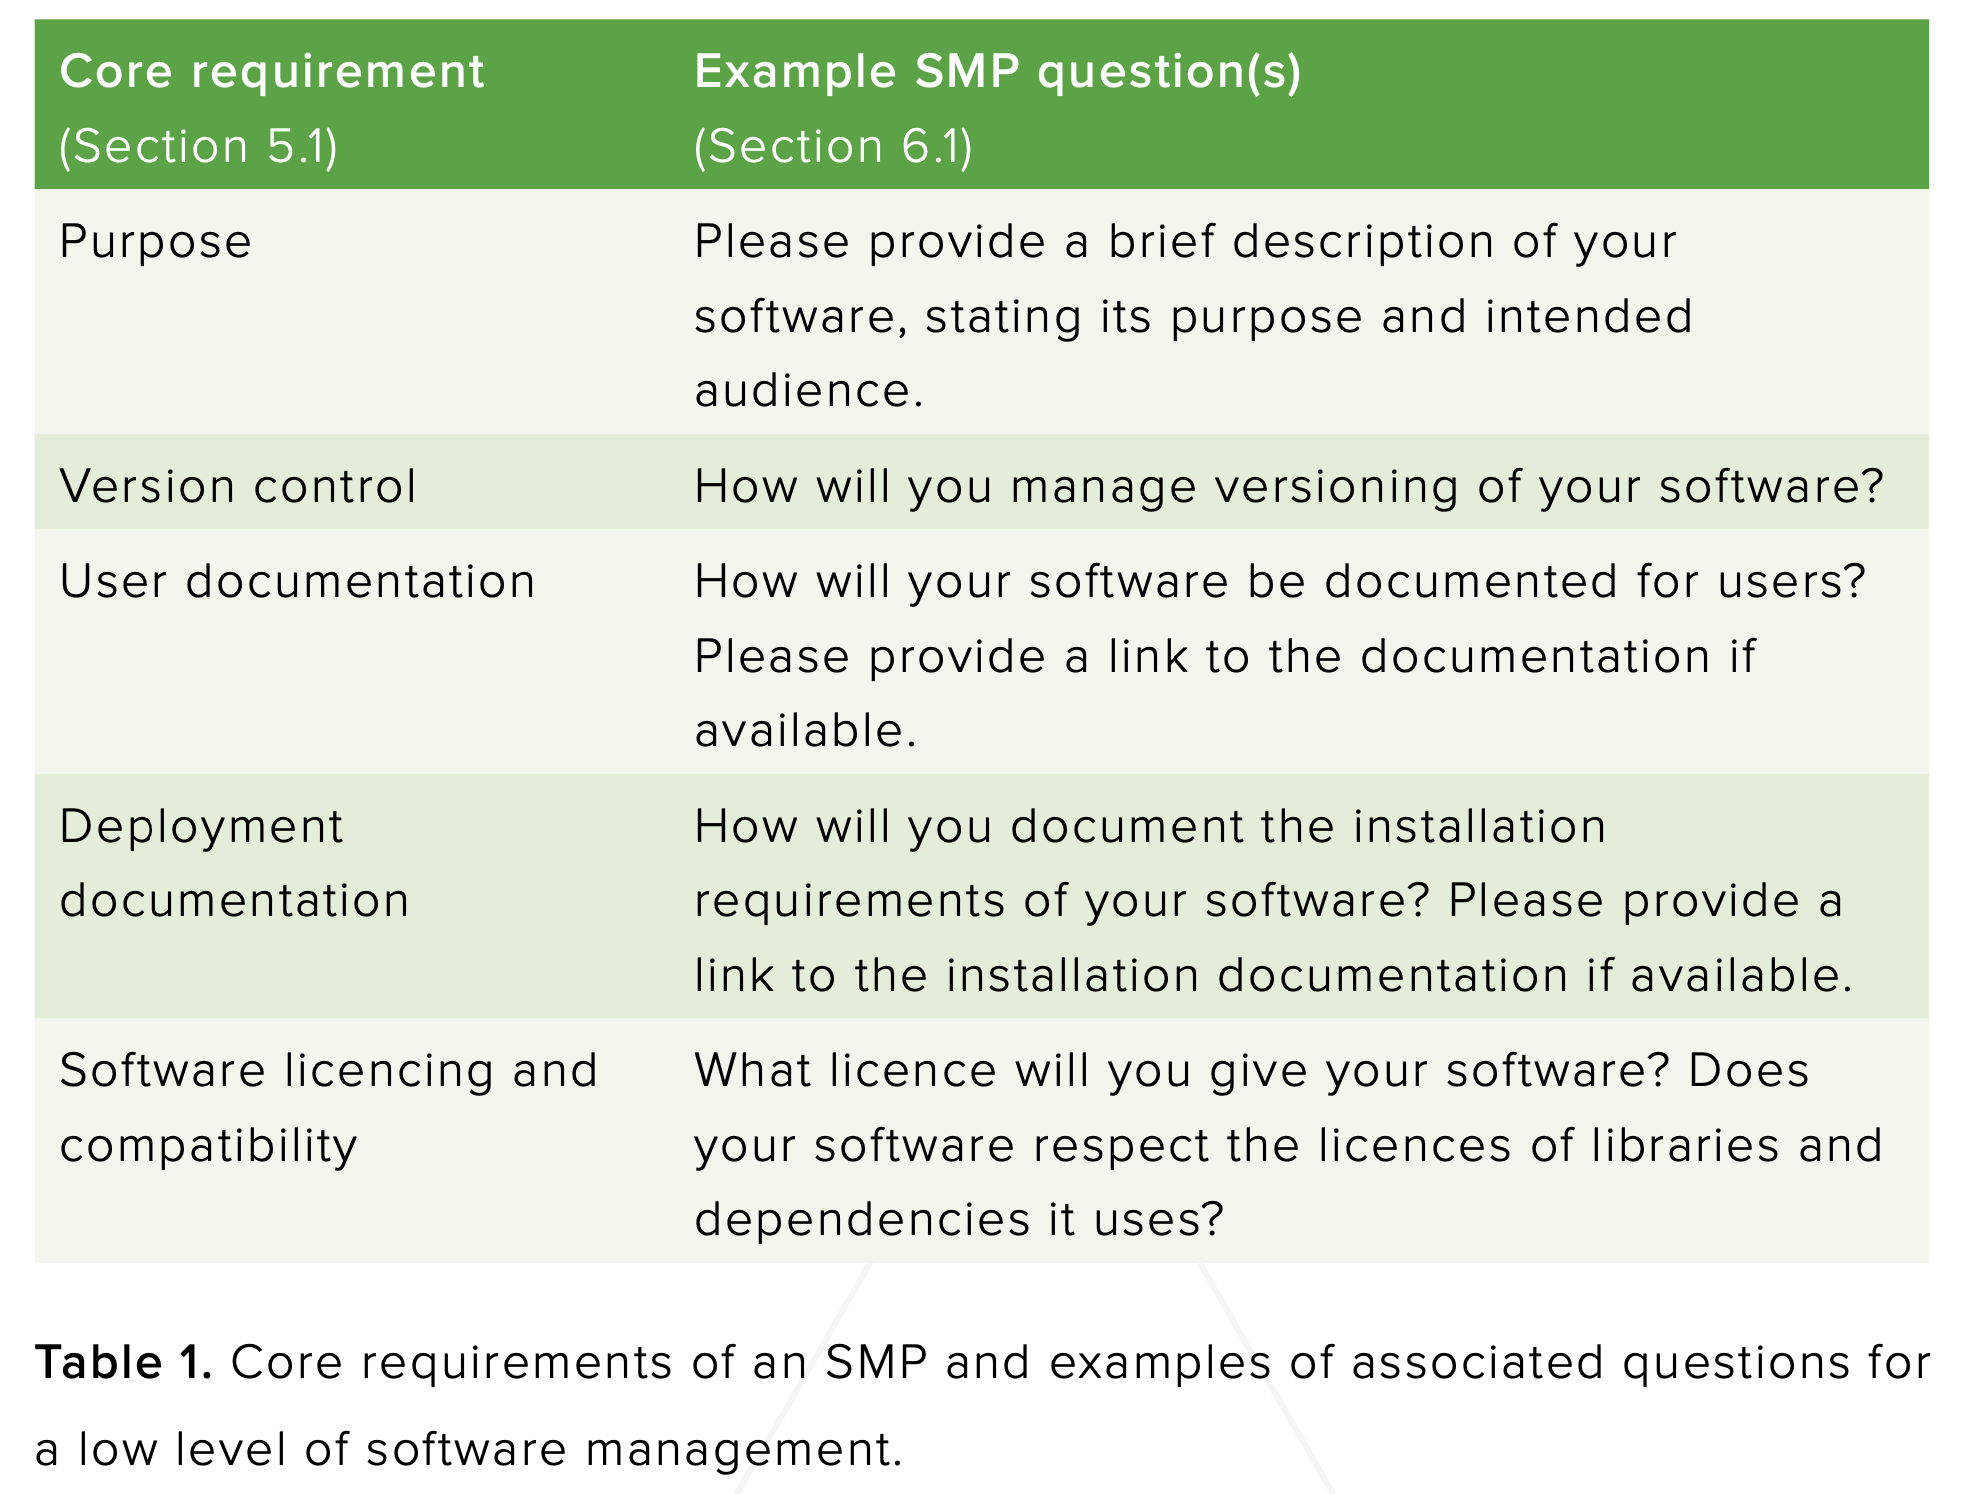 Core requirement
(Section 5.1)
Example SMP question(s)
(Section 6.1)
Purpose
Please provide a brief description of your
software, stating its purpose and intended
audience.
Version control
How will you manage versioning of your software?
User documentation
How will your software be documented for users?
Please provide a link to the documentation if
available.
Deployment
documentation
How will you document the installation
requirements of your software? Please provide a
link to the installation documentation if available.
Software licencing and
compatibility
What licence will you give your software? Does
your software respect the licences of libraries and
dependencies it uses?
Table 1. Core requirements of an SMP and examples of associated questions for
a low level of software management.